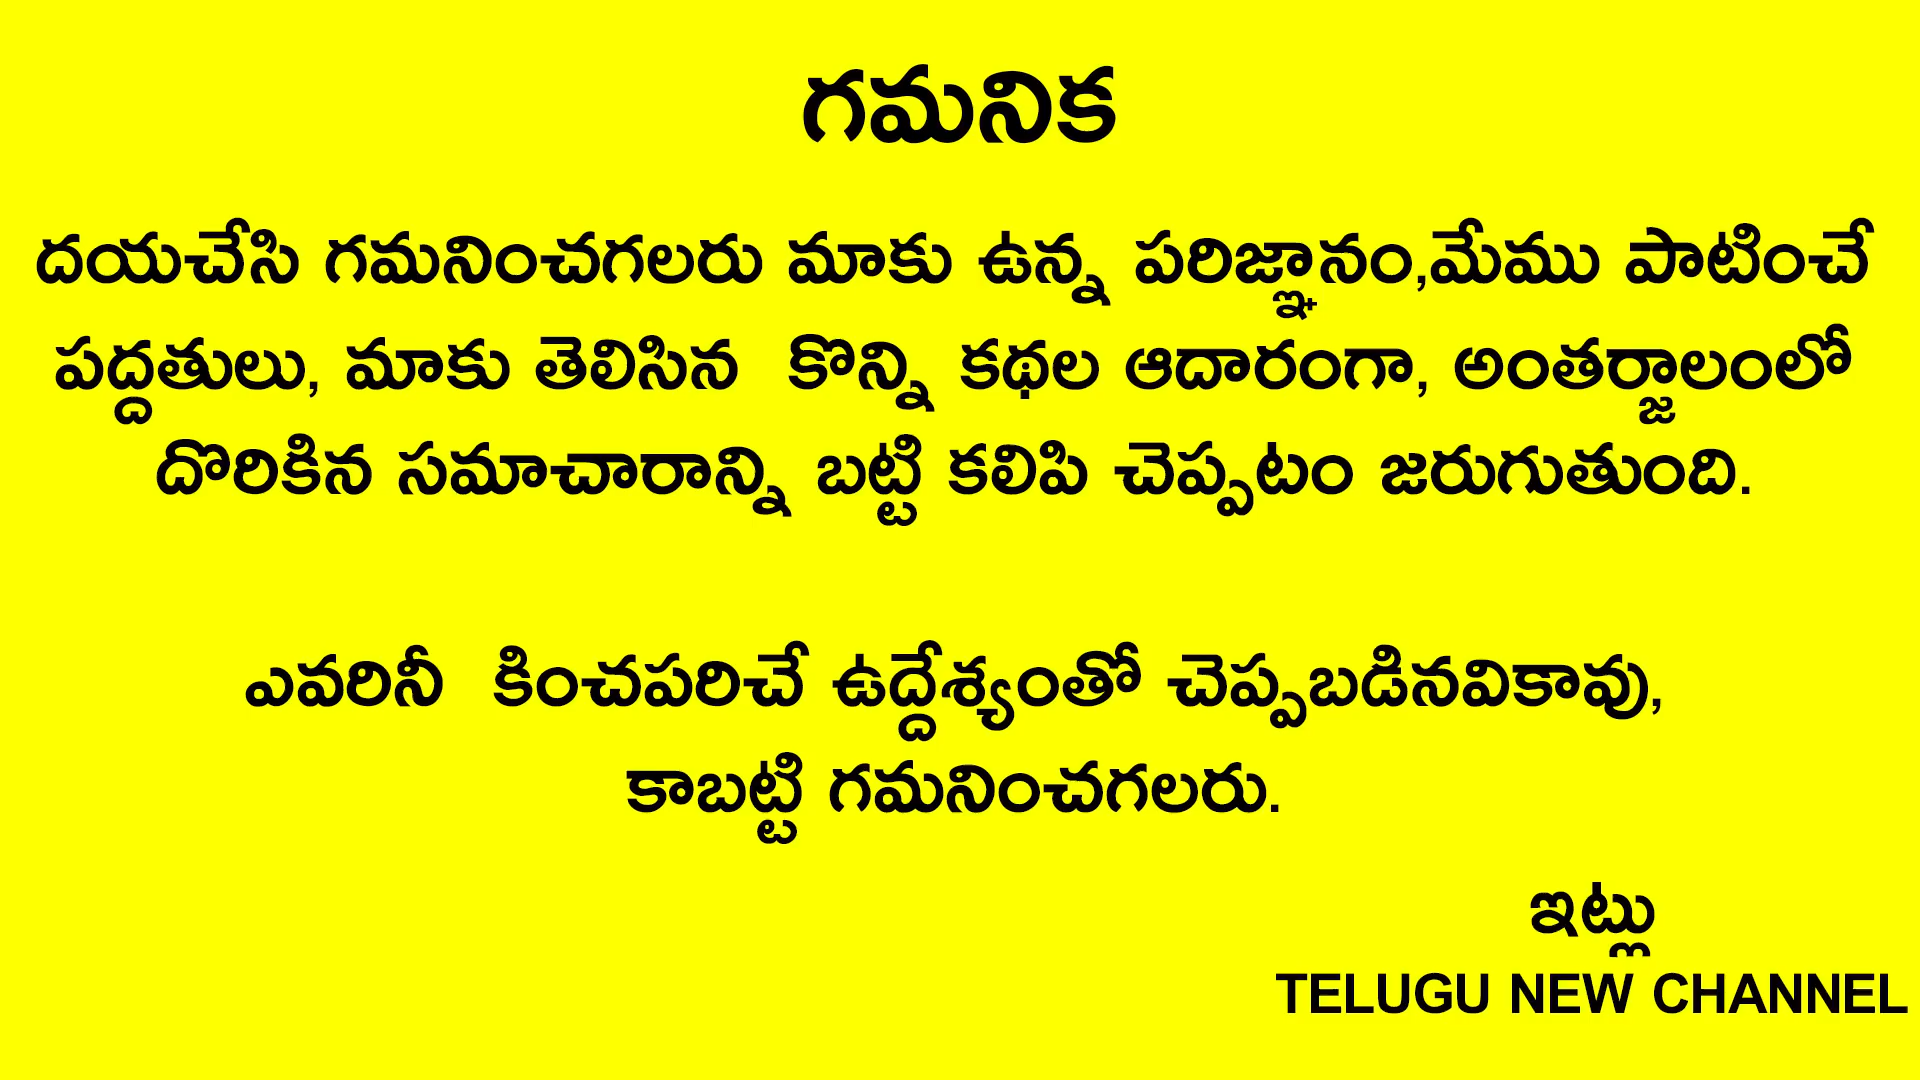 గమనిక
దయచేసి గమనించగలరు మాకు ఉన్న పరిజ్ఞానం,మేము పాటించే
పద్దతులు, మాకు తెలిసిన కొన్ని కథల ఆదారంగా, అంతర్జాలంలో
దొరికిన సమాచారాన్ని బట్టి కలిపి చెప్పటం జరుగుతుంది.
ఎవరినీ కించపరిచే ఉద్దేశ్యంతో చెప్పబడినవికావు,
కాబట్టి గమనించగలరు.
ఇట్లు
TELUGU NEW CHANNEL